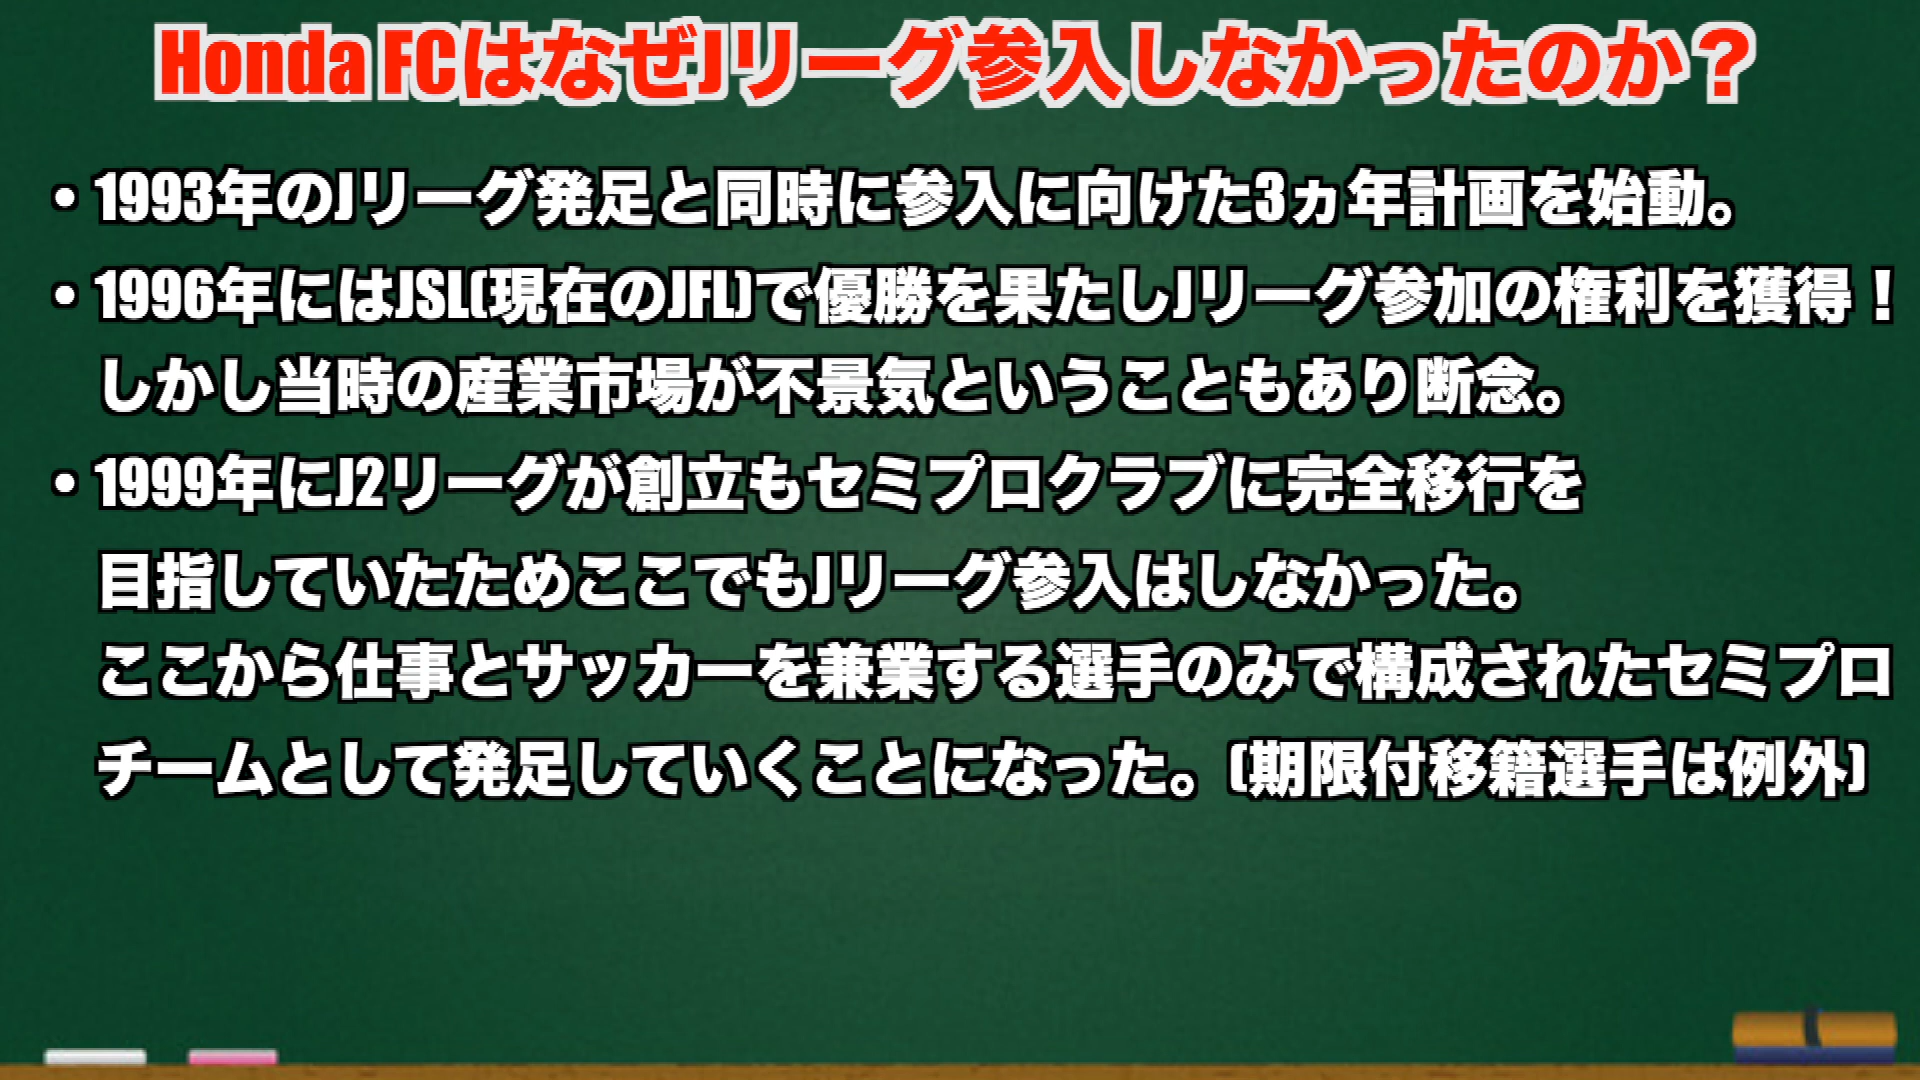 Honda FCはなぜJリーグ参入しなかったのか？
・1993年のJリーグ発足と同時に参入に向けた3ヵ年計画を始動。
・1996年にはJSL(現在のJFL)で優勝を果たしJリーグ参加の権利を獲得！
しかし当時の産業市場が不景気ということもあり断念。
・1999年にJ2リーグが創立もセミプロクラブに完全移行を
目指していたためここでもJリーグ参入はしなかった。
ここから仕事とサッカーを兼業する選手のみで構成されたセミプロ
チームとして発足していくことになった。(期限付移籍選手は例外)